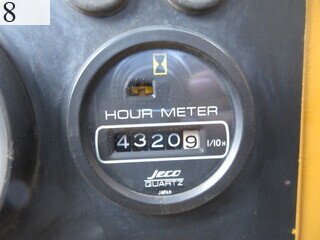 8
HOUR METER
43209 1/10H
Jeco
QUARTZ
JAPAN